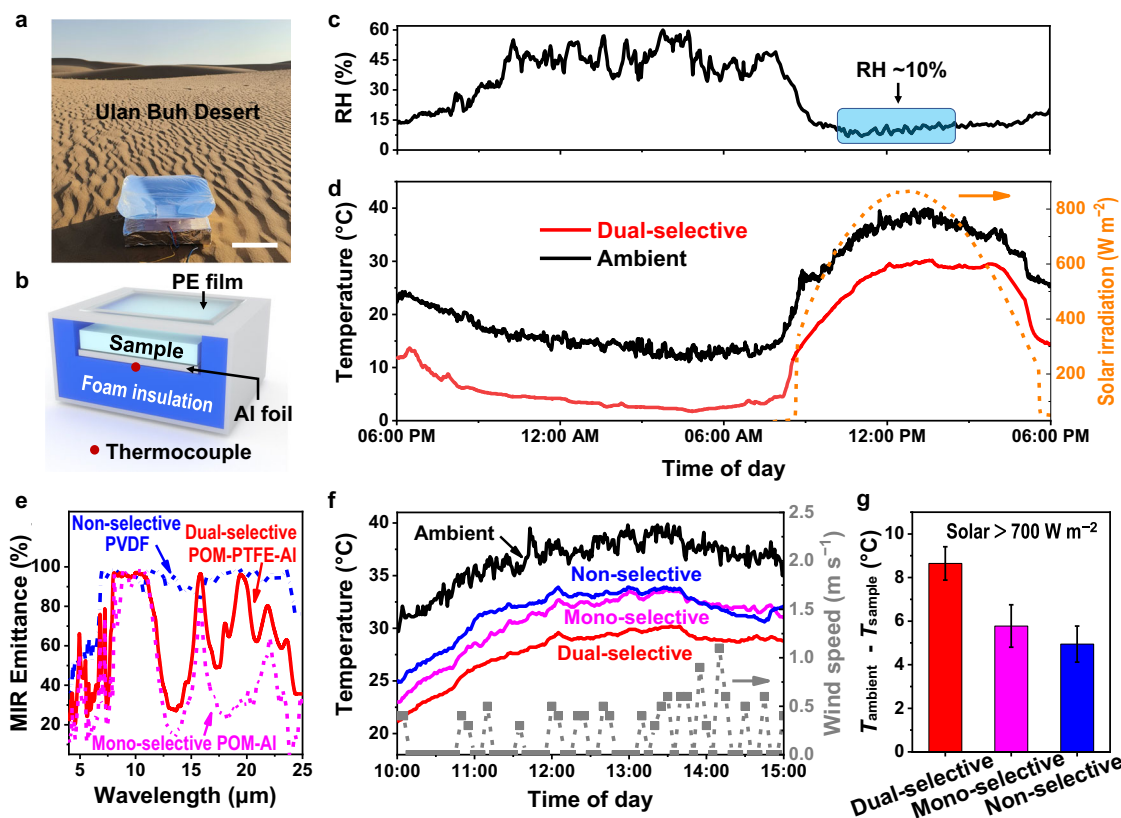 a
Ulan Buh Desert
b
PE film
Sample
Foam insulation
Al foil
Thermocouple
c
RH (%)
60
45
30
15
0
RH ~10%
d
Temperature (°C)
40
30
20
10
0
Dual-selective
Ambient
Solar irradiation (W m⁻²)
800
600
400
200
06:00 PM
12:00 AM
06:00 AM
12:00 PM
06:00 PM
Time of day
e
MIR Emittance (%)
100
80
60
40
20
Non-selective
PVDF
Dual-selective
POM-PTFE-Al
Mono-selective POM-Al
5
10
15
20
25
Wavelength (μm)
f
Temperature (°C)
40
35
30
25
20
Ambient
Non-selective
Mono-selective
Dual-selective
Wind speed (m s⁻¹)
2.5
2.0
1.5
1.0
0.5
0.0
10:00
11:00
12:00
13:00
14:00
15:00
Time of day
g
Tambient - Tsample (°C)
10
8
6
4
2
0
Solar > 700 W m⁻²
Dual-selective
Mono-selective
Non-selective